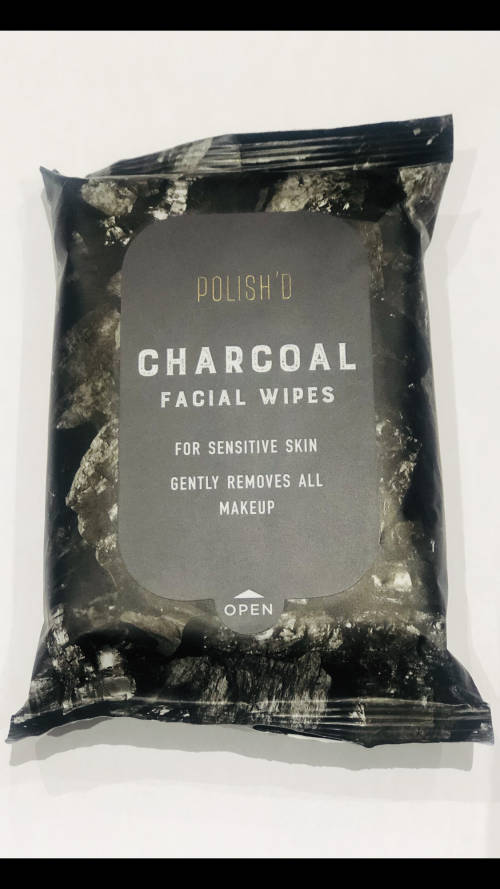 POLISH'D
CHARCOAL
FACIAL WIPES
FOR SENSITIVE SKIN
GENTLY REMOVES ALL
MAKEUP
OPEN